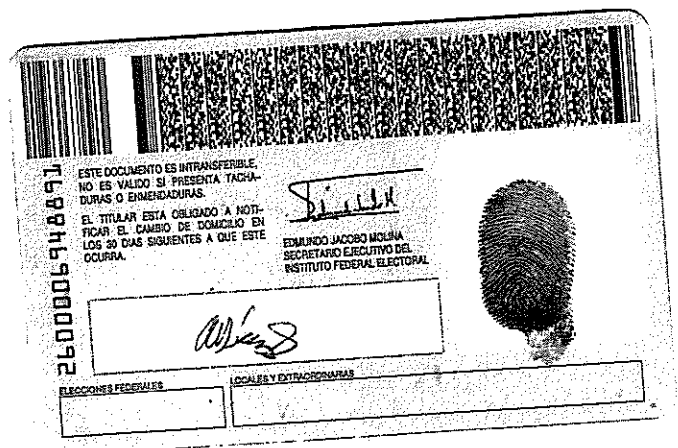 ESTE DOCUMENTO ES INTRANSFERIBLE,
NO ES VALIDO SI PRESENTA TACHA-
DURAS O ENMENDADURAS.
EL TITULAR ESTA OBLIGADO A NOTI-
FICAR EL CAMBIO DE DOMICILIO EN
LOS 30 DIAS SIGUIENTES A QUE ESTE
OCURRA.
EDMUNDO JACOBO MOLINA
SECRETARIO EJECUTIVO DEL
INSTITUTO FEDERAL ELECTORAL
2600006948891
ELECCIONES FEDERALES
LOCALES Y EXTRAORDINARIAS